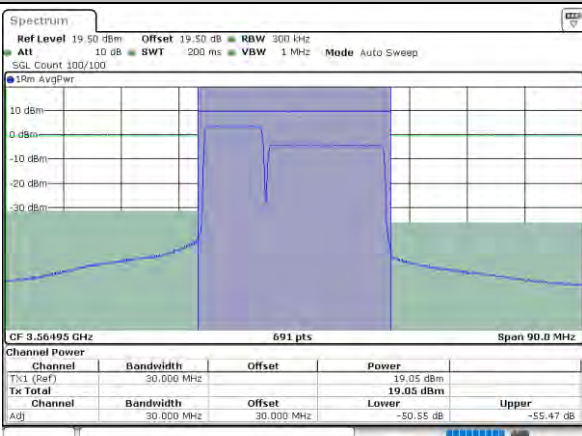 Spectrum
Ref Level 19.50 dBm Offset 19.50 dB RBW 300 kHz
Att 10 dB SWT 200 ms VBW 1 MHz Mode Auto Sweep
SGL Count 100/100
1Rm AvgPwr
10 dBm
0 dBm
-10 dBm
-20 dBm
-30 dBm
CF 3.56495 GHz 691 pts Span 90.0 MHz
Channel Power
Channel Bandwidth Offset Power
TX1 (Ref) 30.000 MHz 19.05 dBm
Tx Total 19.05 dBm
Channel Bandwidth Offset Lower Upper
Adj 30.000 MHz 30.000 MHz -50.55 dB -55.47 dB